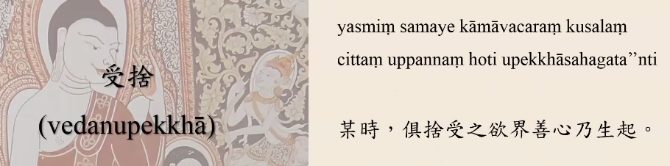 受捨
(vedanupekkhā)
yasmiṃ samaye kāmāvacaraṃ kusalaṃ
cittaṃ uppannaṃ hoti upekkhāsahagata’’nti
某時，俱捨受之欲界善心乃生起。